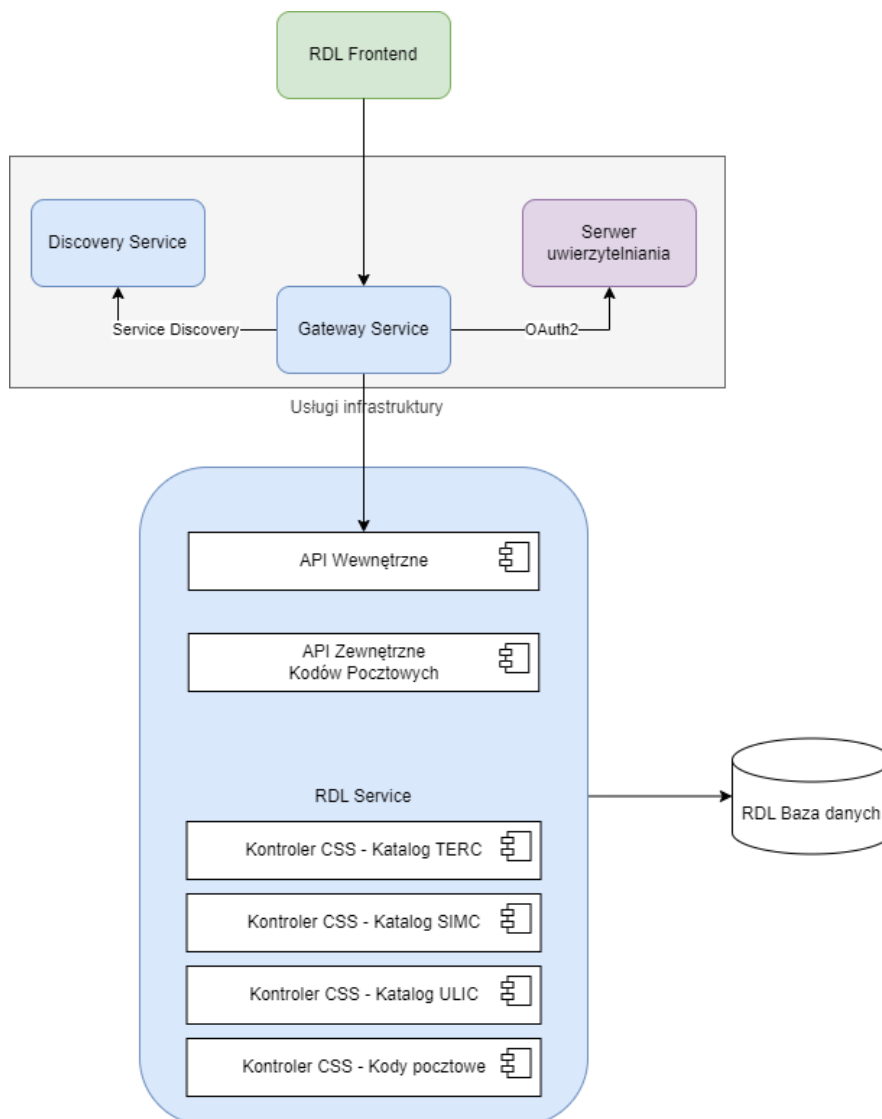 RDL Frontend
Discovery Service
Serwer
uwierzytelniania
Service Discovery
Gateway Service
OAuth2
Usługi infrastruktury
API Wewnętrzne
API Zewnętrzne
Kodów Pocztowych
RDL Service
RDL Baza danych
Kontroler CSS - Katalog TERC
Kontroler CSS - Katalog SIMC
Kontroler CSS - Katalog ULIC
Kontroler CSS - Kody pocztowe